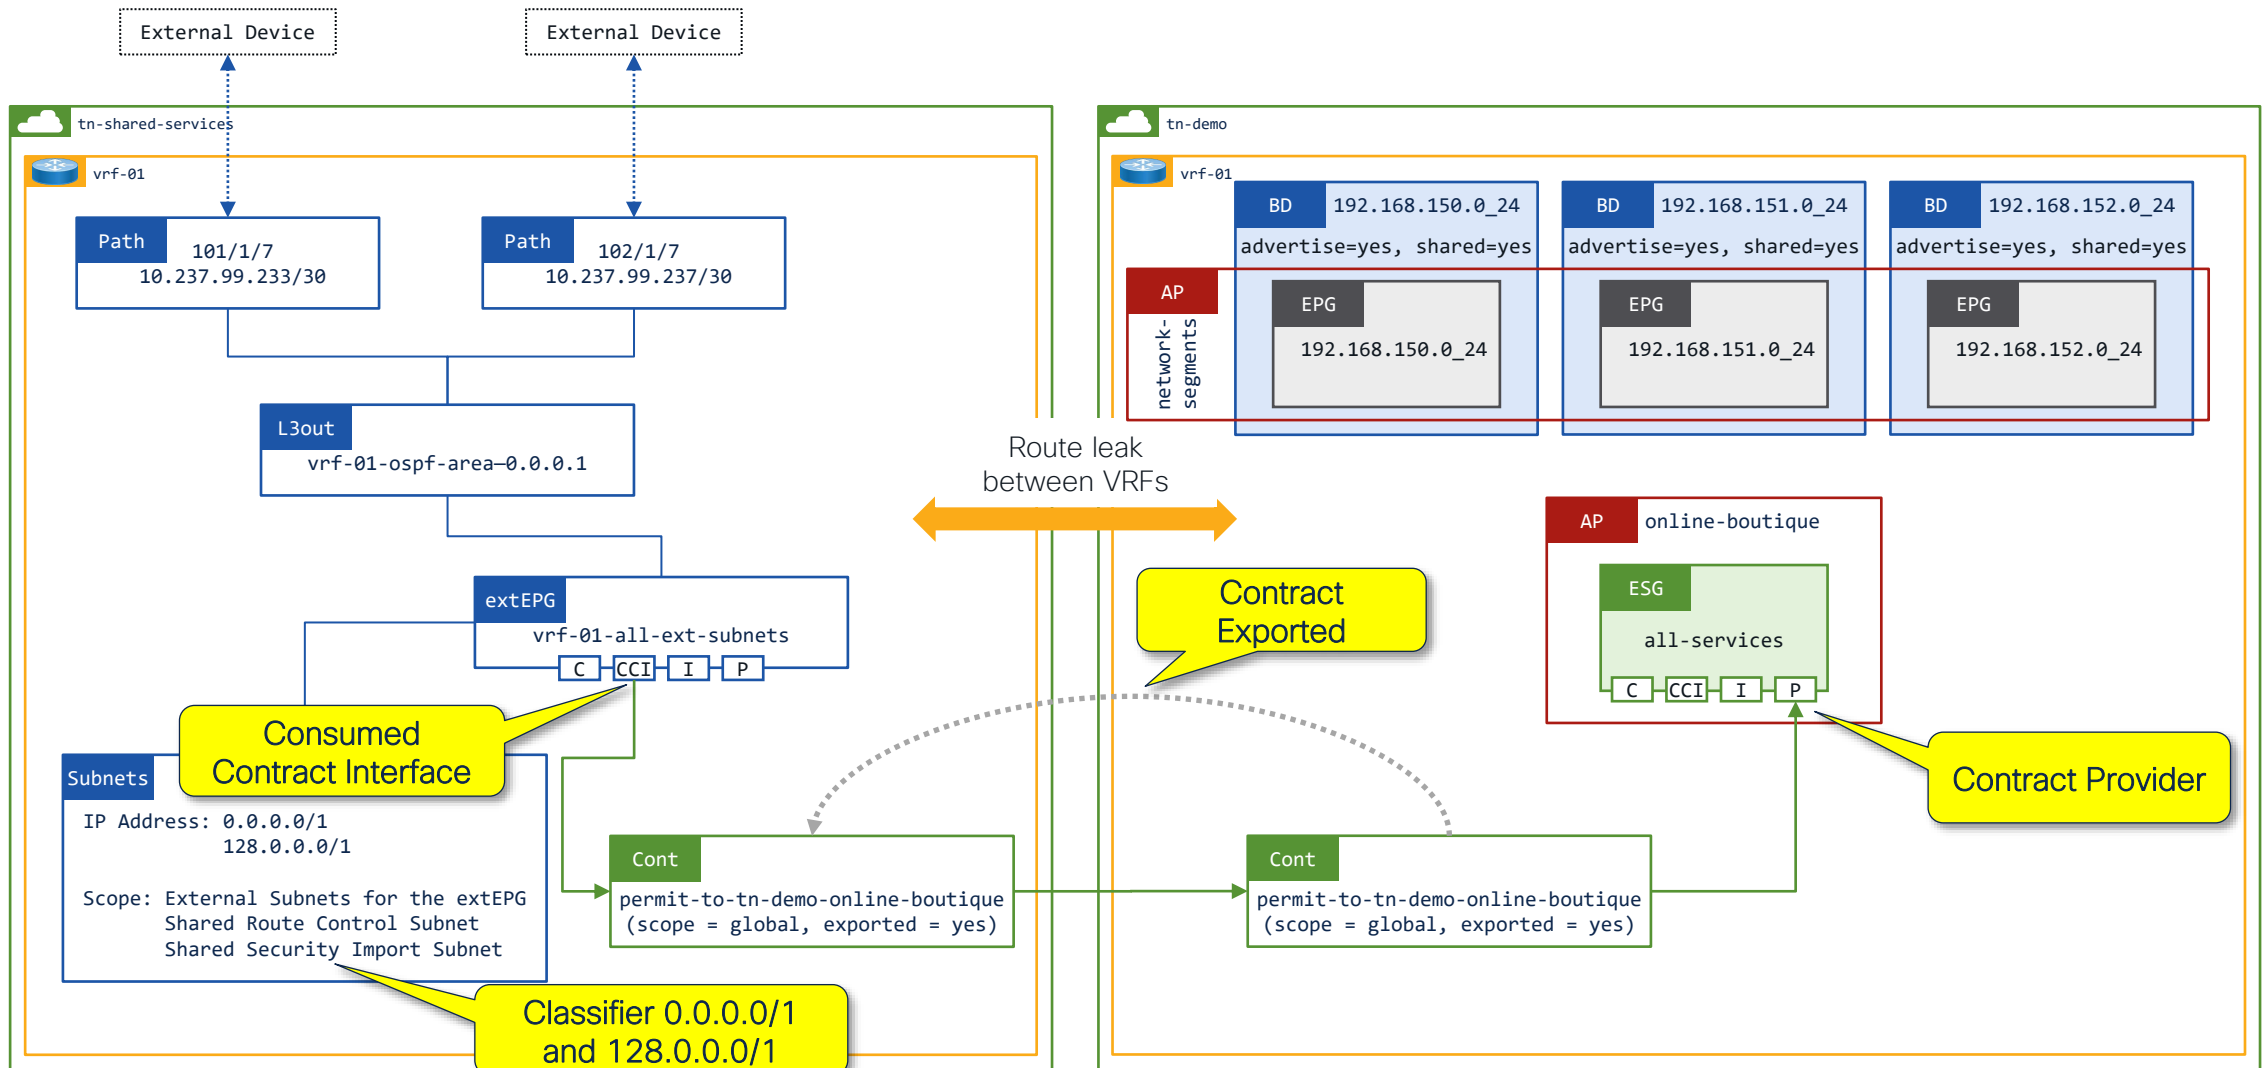 External Device
External Device
tn-shared-services
vrf-01
Path
101/1/7
10.237.99.233/30
Path
102/1/7
10.237.99.237/30
L3out
vrf-01-ospf-area–0.0.0.1
extEPG
vrf-01-all-ext-subnets
C
CCI
I
P
Consumed
Contract Interface
Subnets
IP Address: 0.0.0.0/1
128.0.0.0/1
Scope: External Subnets for the extEPG
Shared Route Control Subnet
Shared Security Import Subnet
Classifier 0.0.0.0/1
and 128.0.0.0/1
Cont
permit-to-tn-demo-online-boutique
(scope = global, exported = yes)
Route leak
between VRFs
Contract
Exported
tn-demo
vrf-01
BD
192.168.150.0_24
advertise=yes, shared=yes
BD
192.168.151.0_24
advertise=yes, shared=yes
BD
192.168.152.0_24
advertise=yes, shared=yes
AP
network-
segments
EPG
192.168.150.0_24
EPG
192.168.151.0_24
EPG
192.168.152.0_24
AP
online-boutique
ESG
all-services
C
CCI
I
P
Contract Provider
Cont
permit-to-tn-demo-online-boutique
(scope = global, exported = yes)